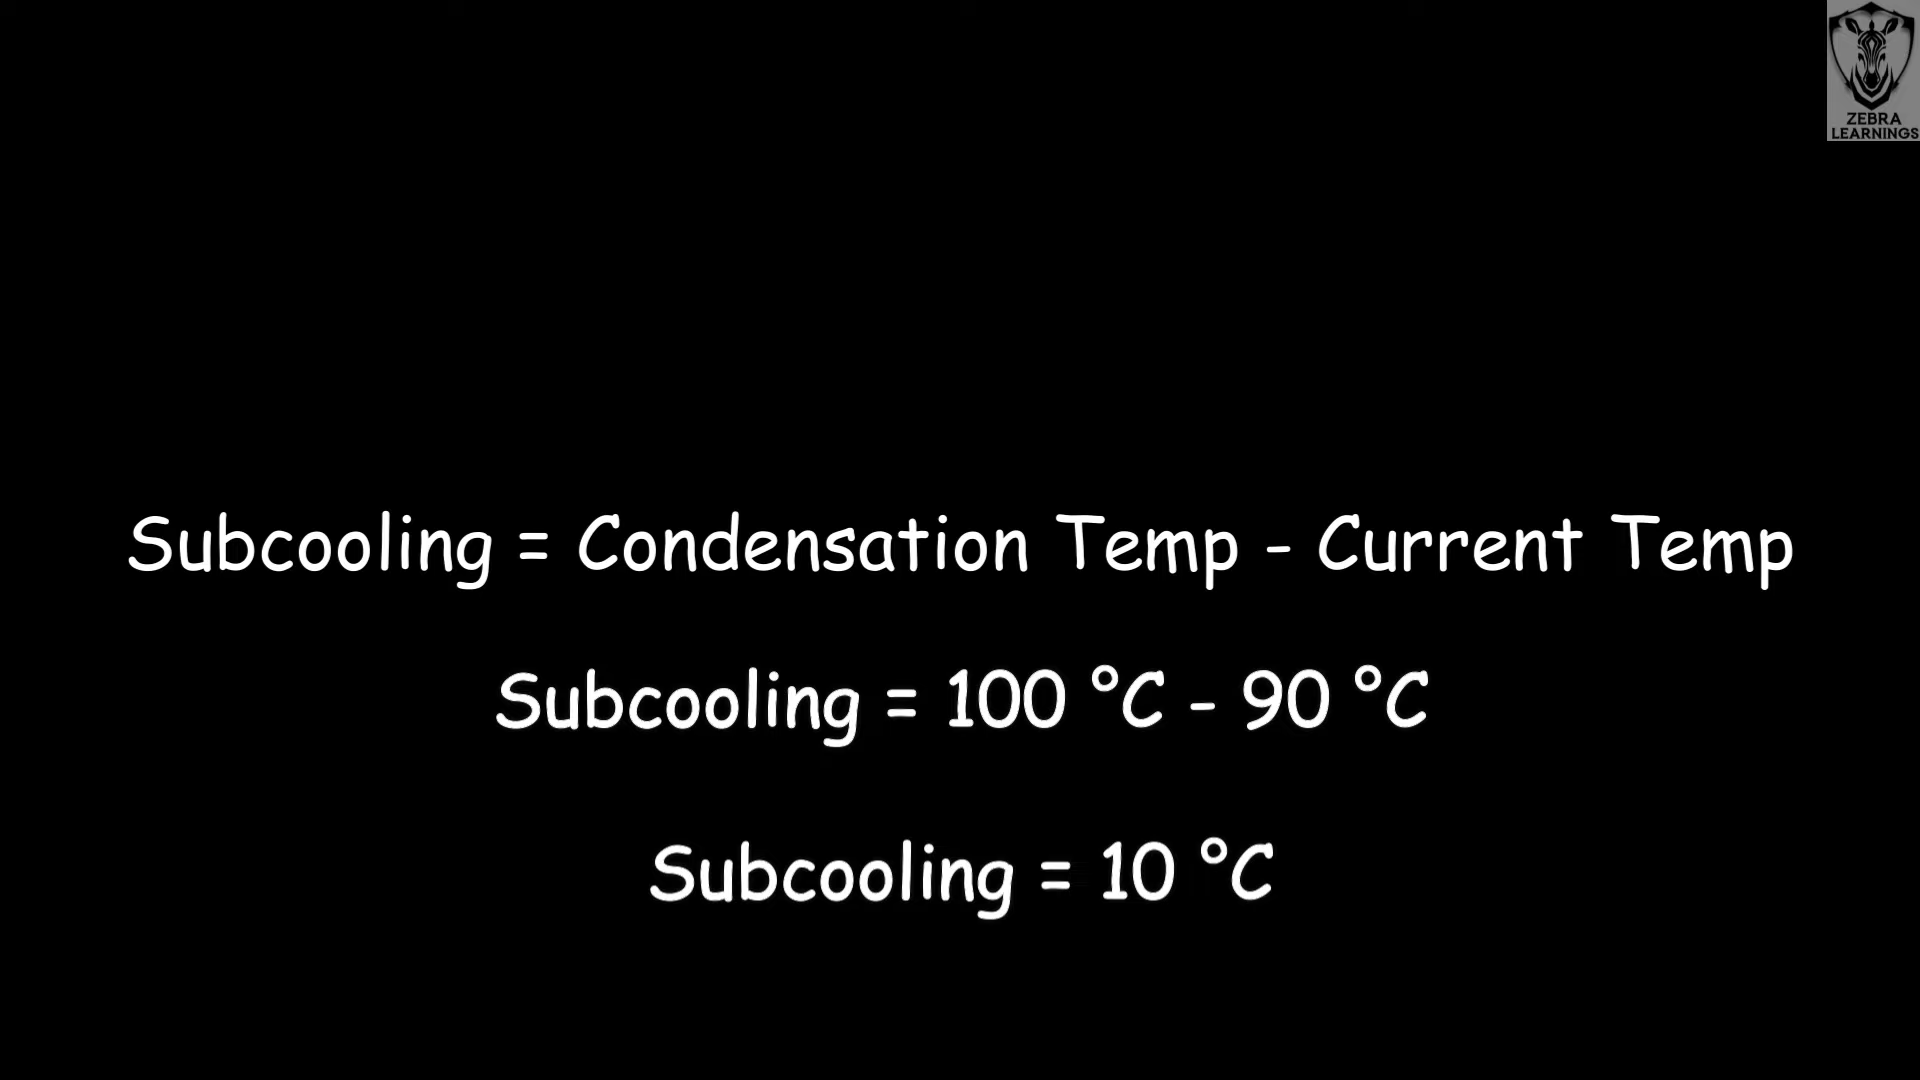 ZEBRA
LEARNINGS
Subcooling = Condensation Temp - Current Temp
Subcooling = 100 °C - 90 °C
Subcooling = 10 °C